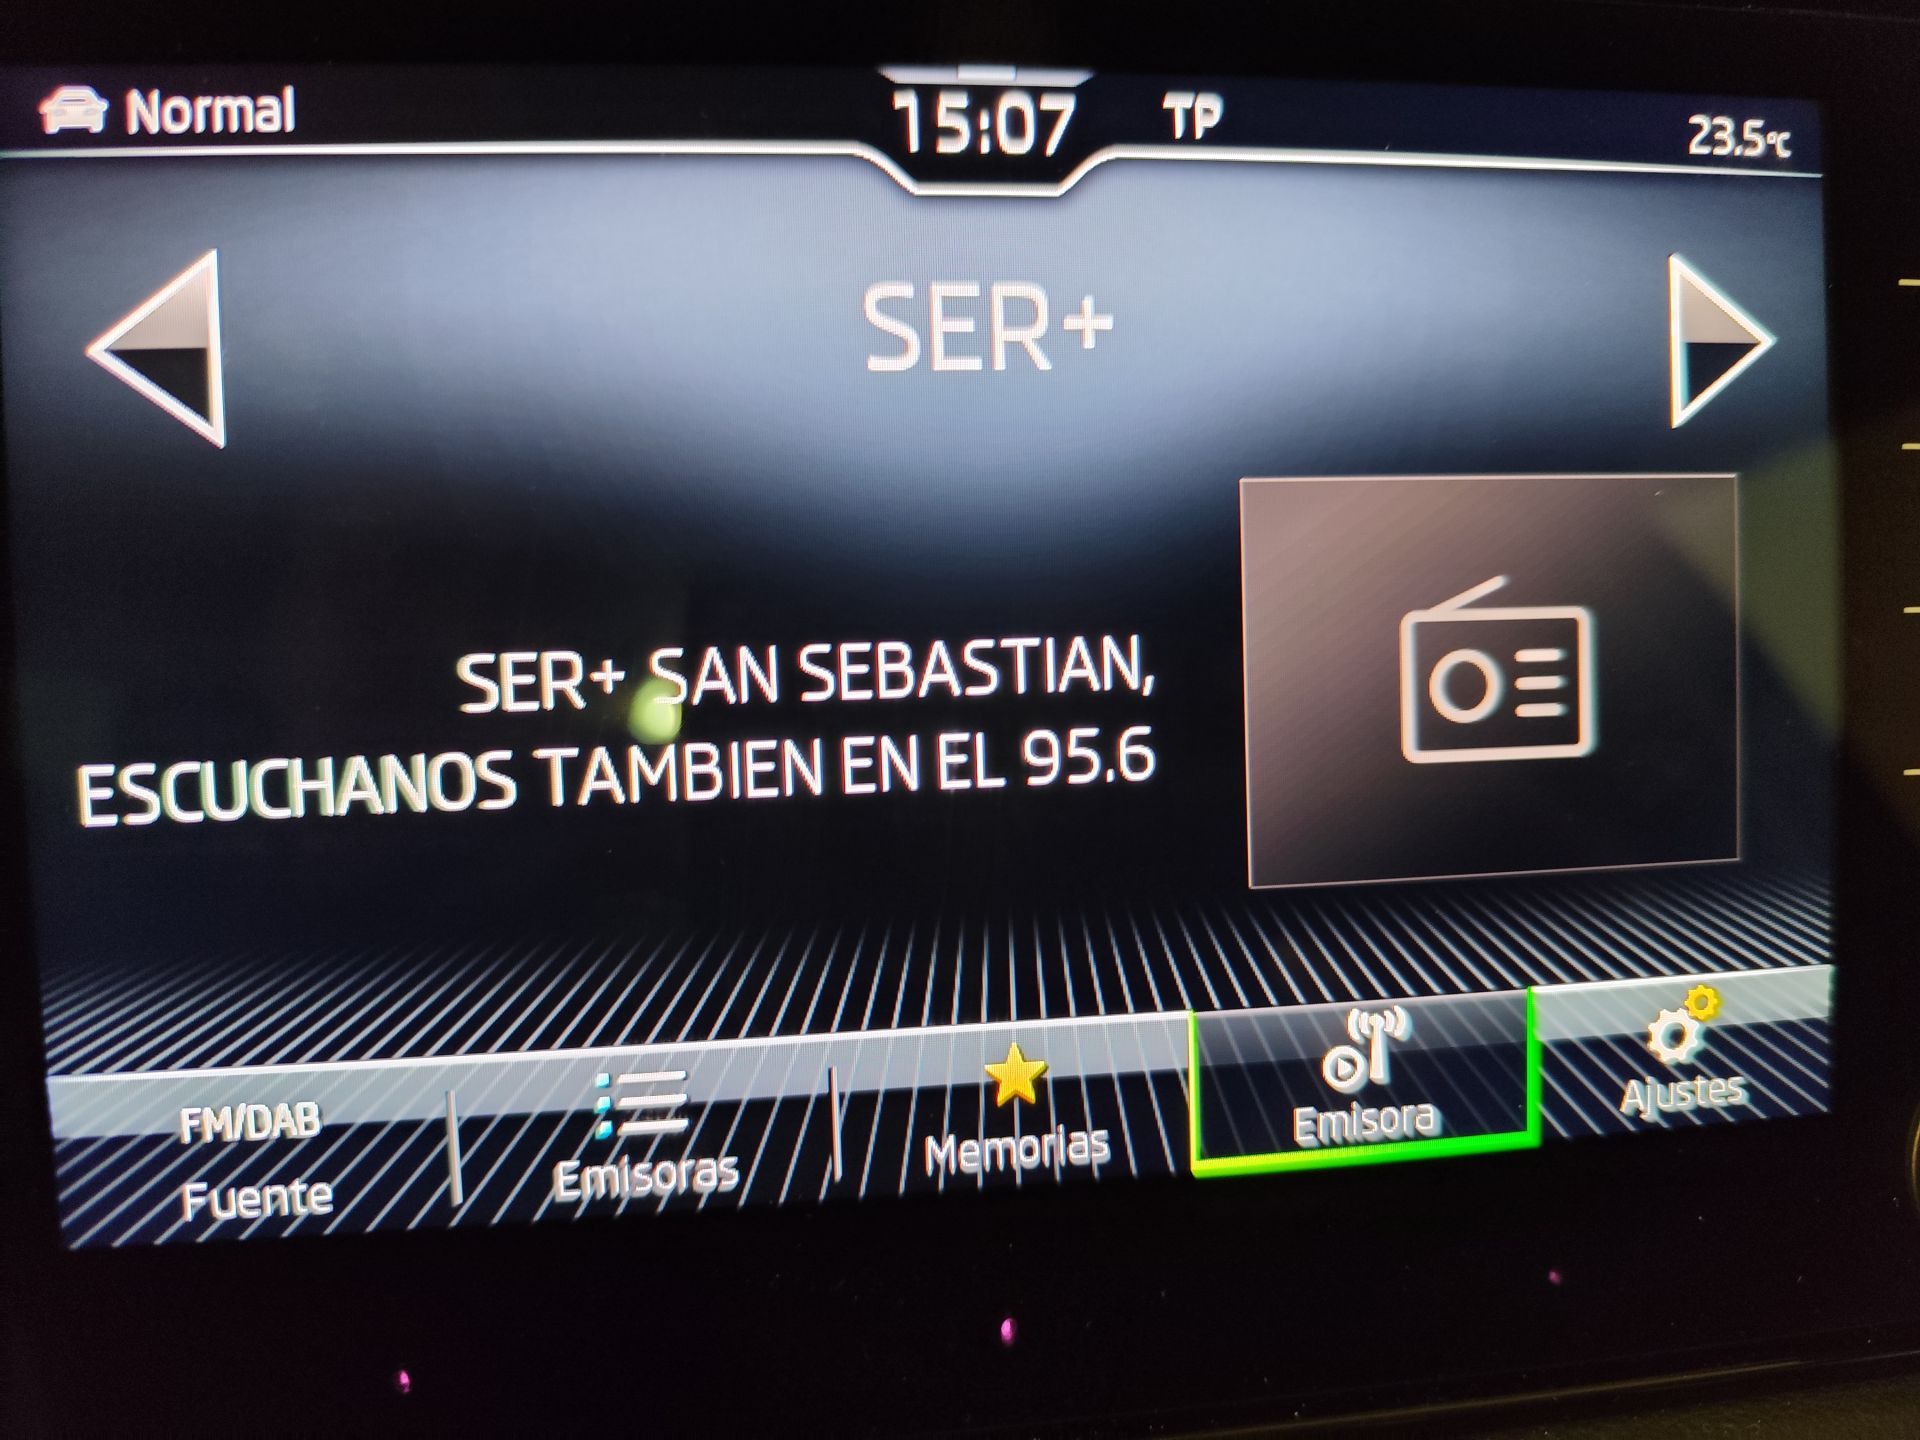 Normal
15:07
TP
23.5°C
SER+
SER+ SAN SEBASTIAN,
ESCUCHANOS TAMBIEN EN EL 95.6
FM/DAB
Fuente
Emisoras
Memorias
Emisora
Ajustes